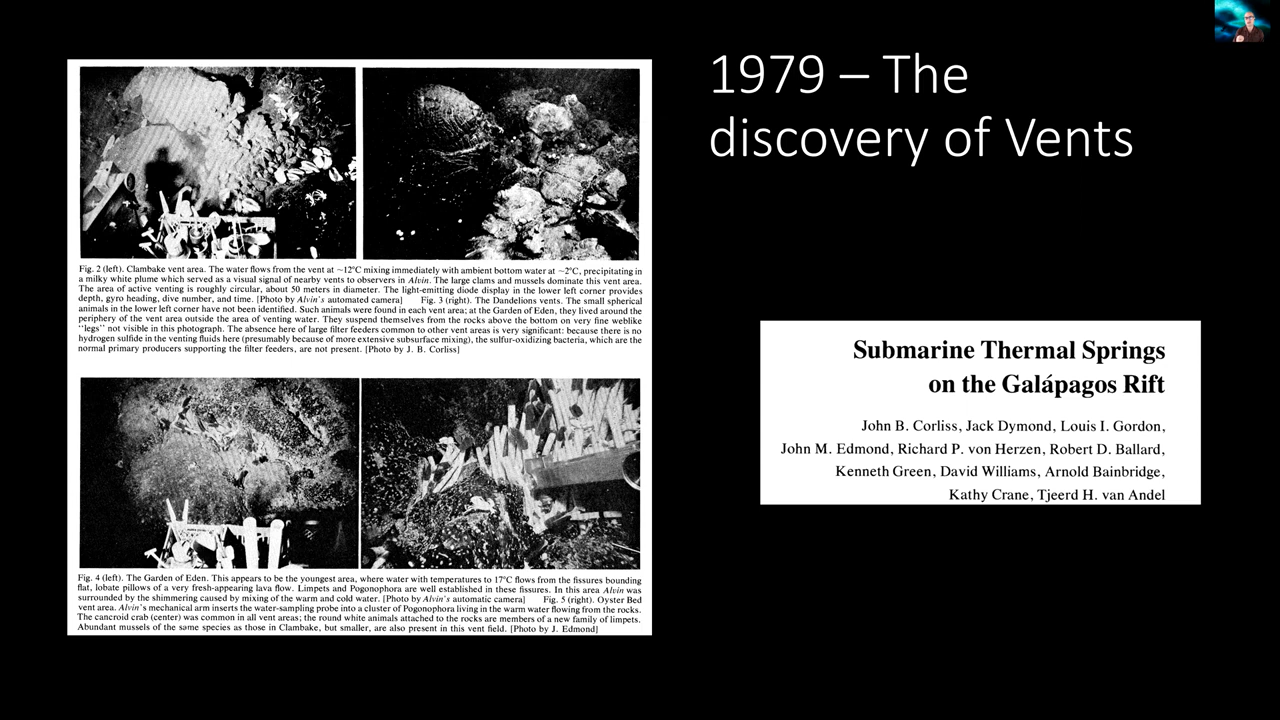 1979 – The
discovery of Vents
Fig. 2 (left). Clambake vent area. The water flows from the vent at ~12°C mixing immediately with ambient bottom water at ~2°C, precipitating in
a milky white plume which served as a visual signal of nearby vents to observers in Alvin. The large clams and mussels dominate this vent area.
The area of active venting is roughly circular, about 50 meters in diameter. The light-emitting diode display in the lower left corner provides
depth, gyro heading, dive number, and time. [Photo by Alvin's automated camera] Fig. 3 (right). The Dandelions vents. The small spherical
animals in the lower left corner have not been identified. Such animals were found in each vent area; at the Garden of Eden, they lived around the
periphery of the vent area outside the area of venting water. They suspend themselves from the rocks above the bottom on very fine weblike
"legs" not visible in this photograph. The absence here of large filter feeders common to other vent areas is very significant: because there is no
hydrogen sulfide in the venting fluids here (presumably because of more extensive subsurface mixing), the sulfur-oxidizing bacteria, which are the
normal primary producers supporting the filter feeders, are not present. [Photo by J. B. Corliss]
Fig. 4 (left). The Garden of Eden. This appears to be the youngest area, where water with temperatures to 17°C flows from the fissures bounding
flat, lobate pillows of a very fresh-appearing lava flow. Limpets and Pogonophora are well established in these fissures. In this area Alvin was
surrounded by the shimmering caused by mixing of the warm and cold water. [Photo by Alvin's automatic camera] Fig. 5 (right). Oyster Bed
vent area. Alvin's mechanical arm inserts the water-sampling probe into a cluster of Pogonophora living in the warm water flowing from the rocks.
The cancroid crab (center) was common in all vent areas; the round white animals attached to the rocks are members of a new family of limpets.
Abundant mussels of the same species as those in Clambake, but smaller, are also present in this vent field. [Photo by J. Edmond]
Submarine Thermal Springs
on the Galápagos Rift
John B. Corliss, Jack Dymond, Louis I. Gordon,
John M. Edmond, Richard P. von Herzen, Robert D. Ballard,
Kenneth Green, David Williams, Arnold Bainbridge,
Kathy Crane, Tjeerd H. van Andel